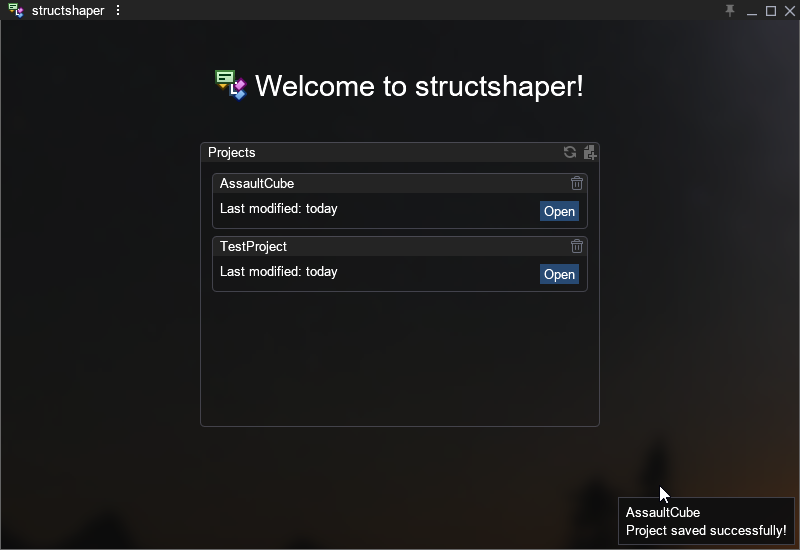 structshaper
Welcome to structshaper!
Projects
AssaultCube
Last modified: today
Open
TestProject
Last modified: today
Open
AssaultCube
Project saved successfully!